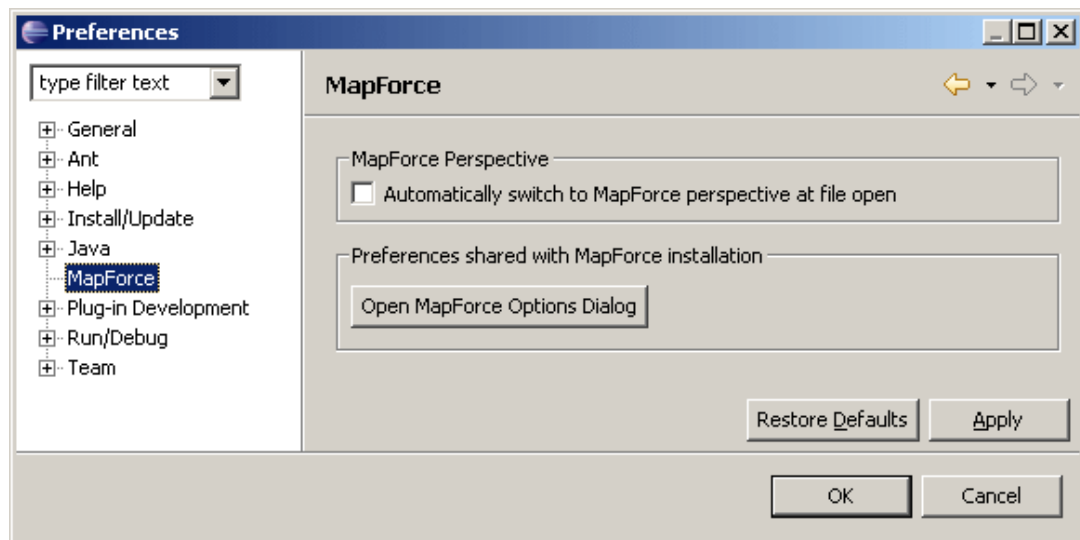 Preferences
type filter text
General
Ant
Help
Install/Update
Java
MapForce
Plug-in Development
Run/Debug
Team
MapForce
MapForce Perspective
Automatically switch to MapForce perspective at file open
Preferences shared with MapForce installation
Open MapForce Options Dialog
Restore Defaults
Apply
OK
Cancel